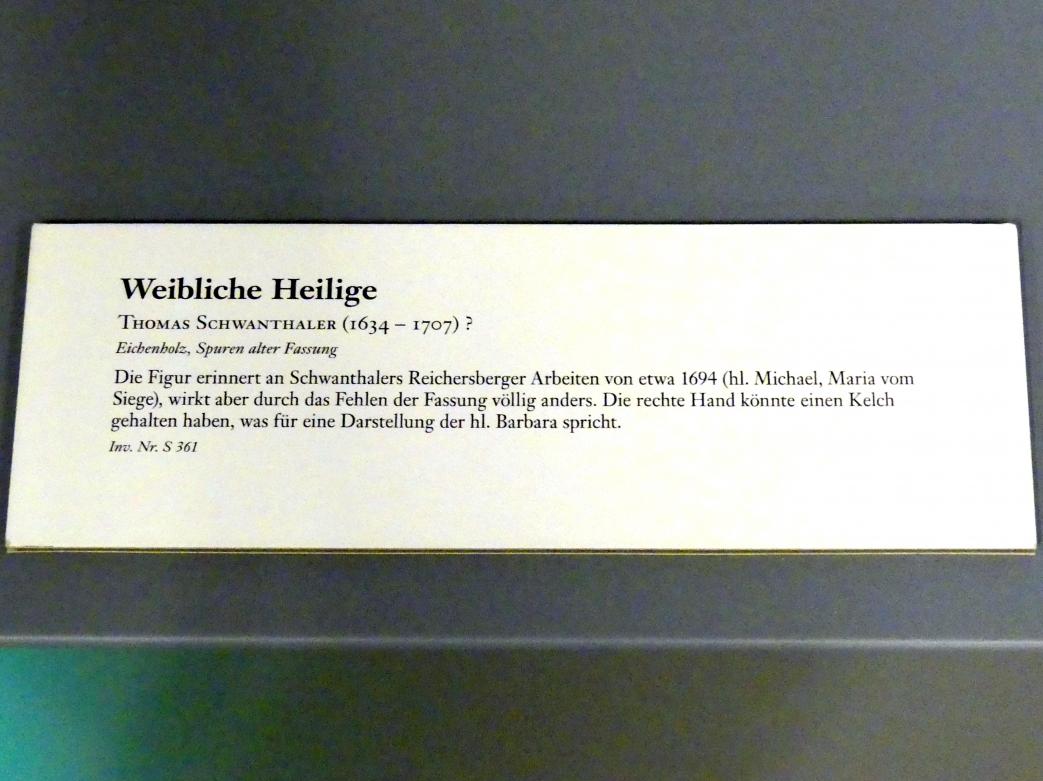 Weibliche Heilige
Thomas Schwanthaler (1634 – 1707) ?
Eichenholz, Spuren alter Fassung
Die Figur erinnert an Schwanthalers Reichersberger Arbeiten von etwa 1694 (hl. Michael, Maria vom
Siege), wirkt aber durch das Fehlen der Fassung völlig anders. Die rechte Hand könnte einen Kelch
gehalten haben, was für eine Darstellung der hl. Barbara spricht.
Inv. Nr. S 361